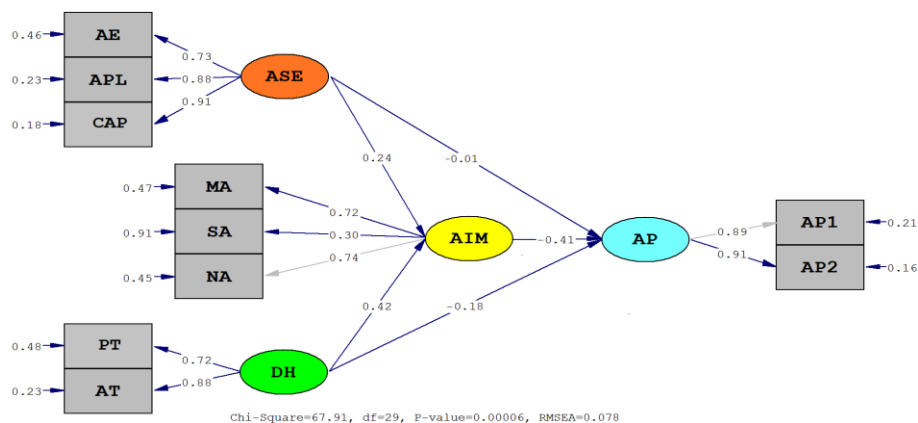 0.46 AE
0.73
0.23 APL 0.88 ASE
0.91
0.18 CAP
0.24 -0.01
0.47 MA
0.72
0.91 SA 0.30 AIM -0.41 AP 0.89 AP1 0.21
0.74
0.45 NA 0.91 AP2 0.16
0.42 -0.18
0.48 PT
0.72
0.88 DH
0.23 AT
Chi-Square=67.91, df=29, P-value=0.00006, RMSEA=0.078